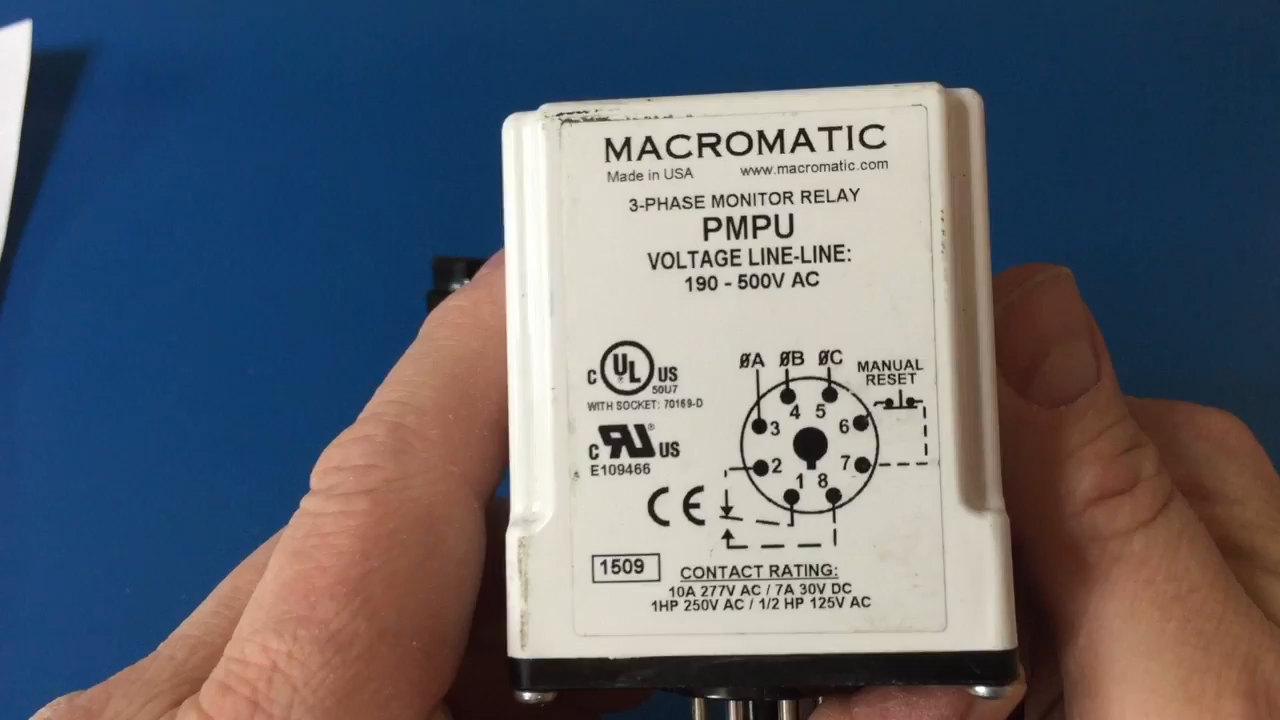 MACROMATIC
Made in USA www.macromatic.com
3-PHASE MONITOR RELAY
PMPU
VOLTAGE LINE-LINE:
190 - 500V AC
C UL US
50U7
WITH SOCKET: 70169-D
C RU® US
E109466
CE
ØA ØB ØC
MANUAL
RESET
4 5
3 6
2 7
1 8
1509
CONTACT RATING:
10A 277V AC / 7A 30V DC
1HP 250V AC / 1/2 HP 125V AC